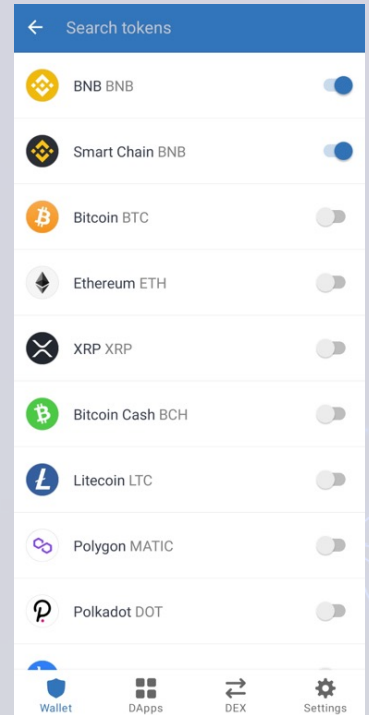 Search tokens
BNB BNB
Smart Chain BNB
Bitcoin BTC
Ethereum ETH
XRP XRP
Bitcoin Cash BCH
Litecoin LTC
Polygon MATIC
Polkadot DOT
Wallet DApps DEX Settings